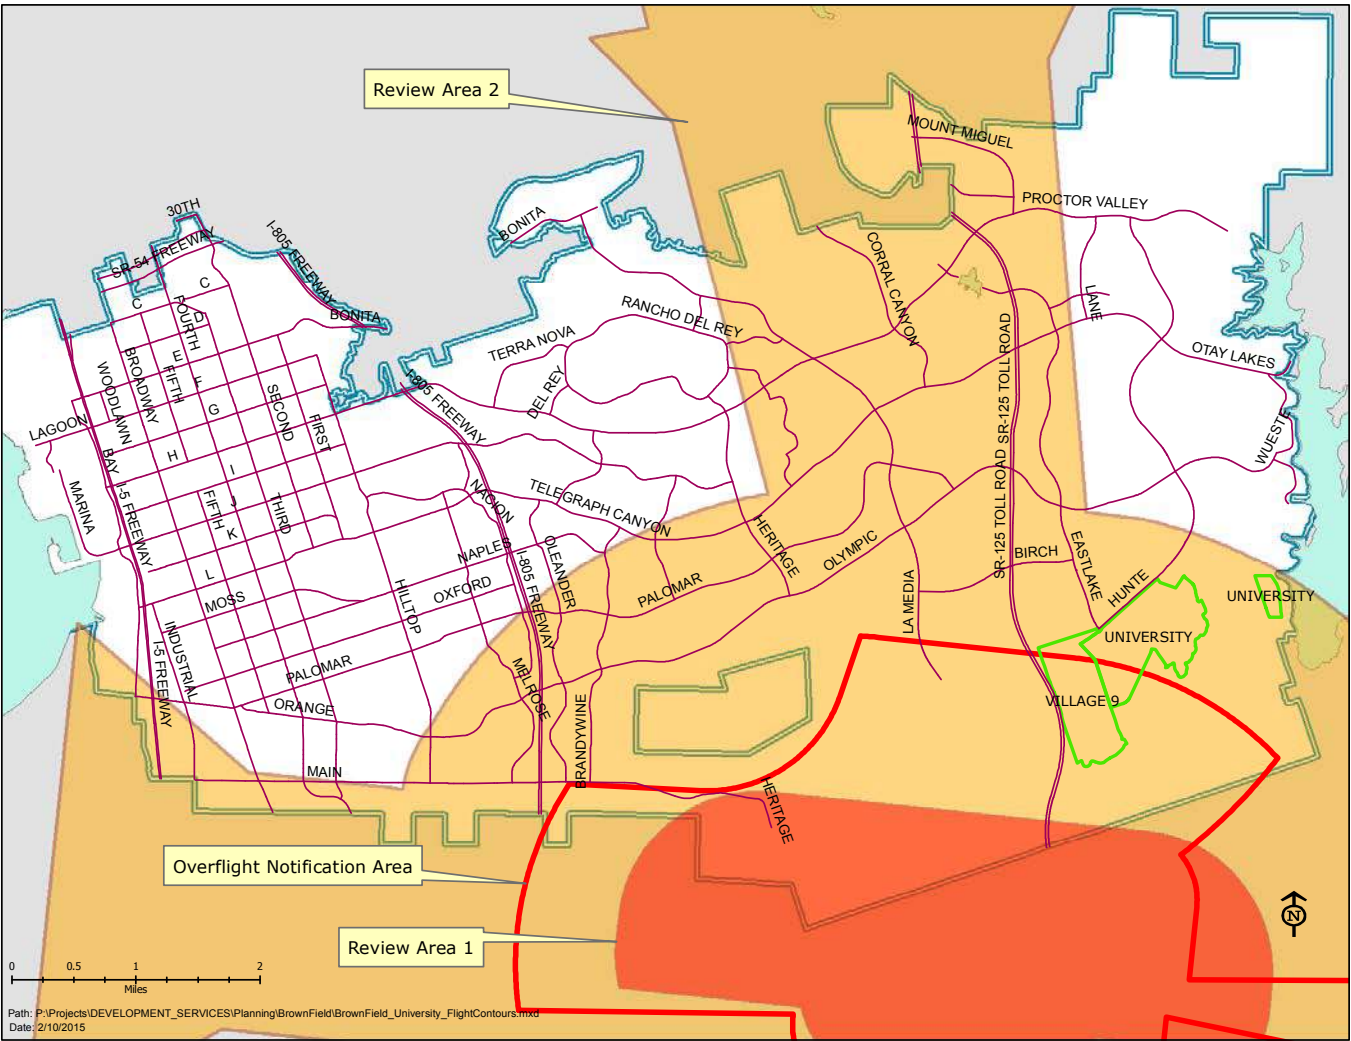 Review Area 2
MOUNT MIGUEL
PROCTOR VALLEY
30TH
SR-54 FREEWAY
I-805 FREEWAY
BONITA
BONITA
CORRAL CANYON
C
C
FOURTH
D
RANCHO DEL REY
LANE
TERRA NOVA
OTAY LAKES
WOODLAWN
BROADWAY
E
FIFTH
F
G
SECOND
FIRST
DEL REY
I-805 FREEWAY
SR-125 TOLL ROAD SR-125 TOLL ROAD
WUESTE
LAGOON
H
BAY
I
I-5 FREEWAY
MARINA
FIFTH
J
K
THIRD
NACION
TELEGRAPH CANYON
HERITAGE
OLYMPIC
NAPLES
I-805 FREEWAY
OLEANDER
BIRCH
EASTLAKE
L
MOSS
HILLTOP
OXFORD
PALOMAR
LA MEDIA
HUNTE
UNIVERSITY
UNIVERSITY
INDUSTRIAL
I-5 FREEWAY
PALOMAR
MELROSE
ORANGE
VILLAGE 9
BRANDYWINE
MAIN
HERITAGE
Overflight Notification Area
Review Area 1
N
0 0.5 1 2
Miles
Path: P:\Projects\DEVELOPMENT_SERVICES\Planning\BrownField\BrownField_University_FlightContours.mxd
Date: 2/10/2015